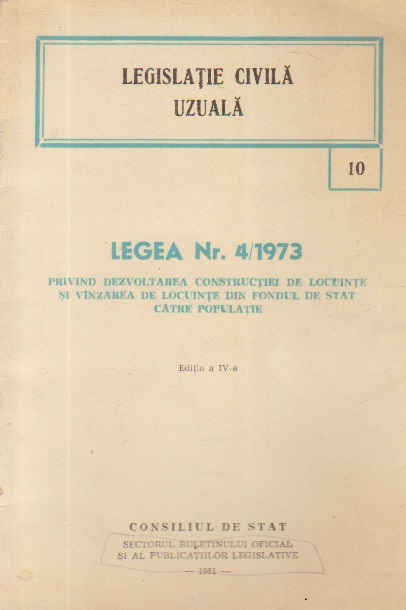 LEGISLAȚIE CIVILĂ
UZUALĂ
10
LEGEA Nr. 4/1973
PRIVIND DEZVOLTAREA CONSTRUCȚIEI DE LOCUINȚE
ȘI VÎNZAREA DE LOCUINȚE DIN FONDUL DE STAT
CĂTRE POPULAȚIE
Ediția a IV-a
CONSILIUL DE STAT
SECTORUL BULETINULUI OFICIAL
ȘI AL PUBLICAȚIILOR LEGISLATIVE
— 1981 —